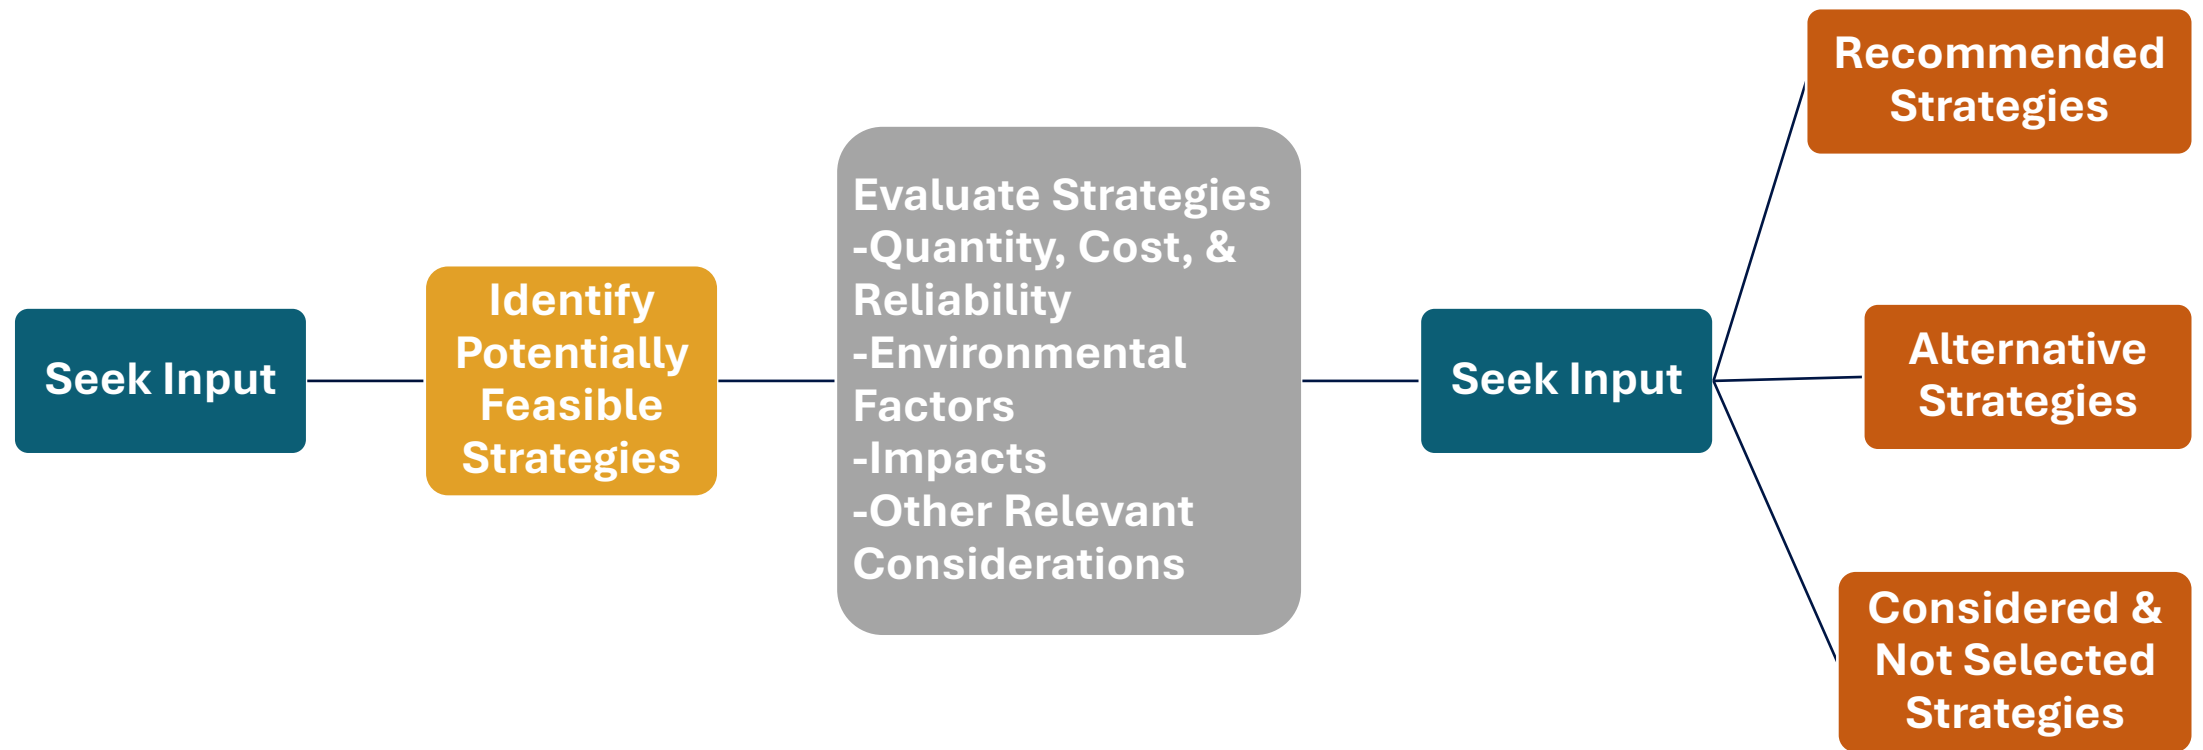 Seek Input
Identify
Potentially
Feasible
Strategies
Evaluate Strategies
-Quantity, Cost, &
Reliability
-Environmental
Factors
-Impacts
-Other Relevant
Considerations
Seek Input
Recommended
Strategies
Alternative
Strategies
Considered &
Not Selected
Strategies